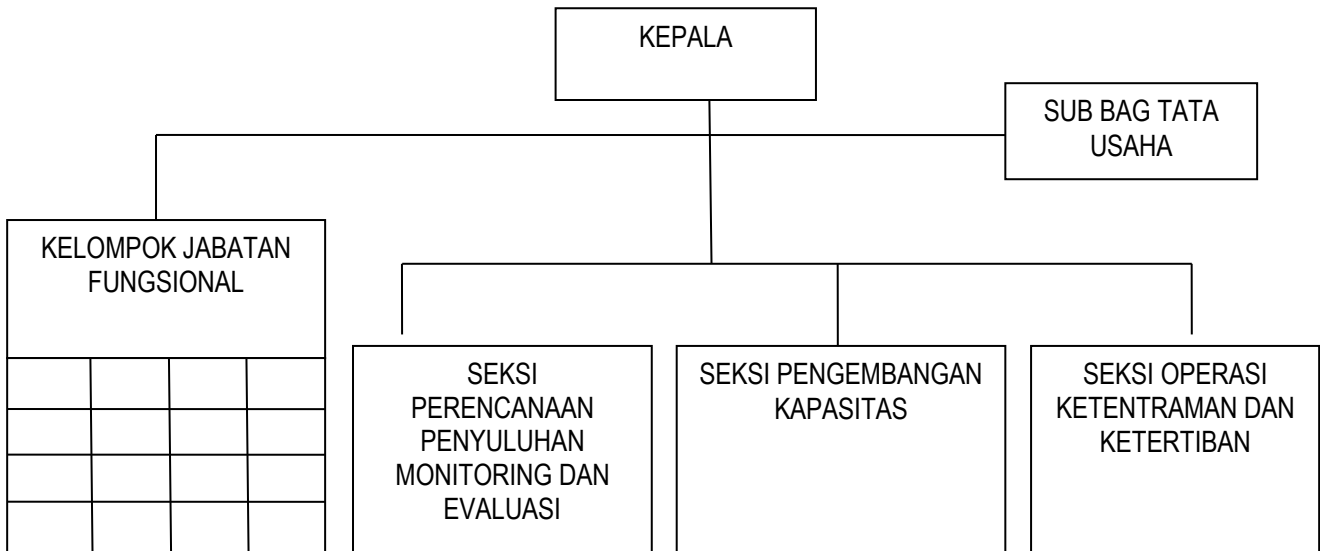 KEPALA
SUB BAG TATA
USAHA
KELOMPOK JABATAN
FUNGSIONAL
SEKSI
PERENCANAAN
PENYULUHAN
MONITORING DAN
EVALUASI
SEKSI PENGEMBANGAN
KAPASITAS
SEKSI OPERASI
KETENTRAMAN DAN
KETERTIBAN